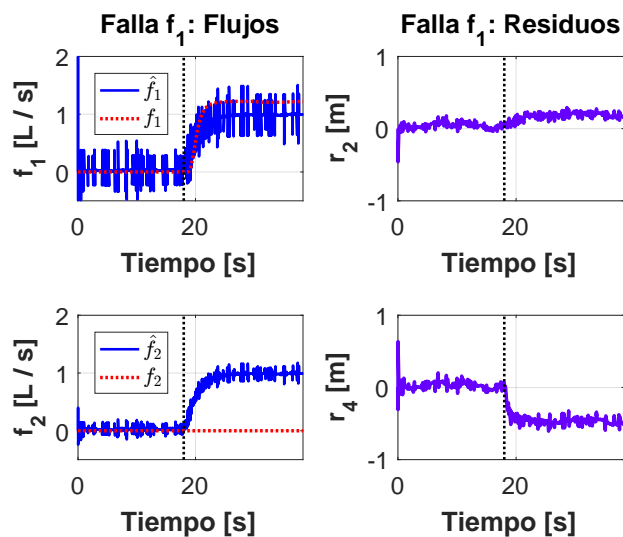 Falla f₁: Flujos
f₁ [L / s]
2
1
0
f̂₁
f₁
0
20
Tiempo [s]
Falla f₁: Residuos
r₂ [m]
1
0
-1
0
20
Tiempo [s]
f₂ [L / s]
2
1
0
f̂₂
f₂
0
20
Tiempo [s]
r₄ [m]
1
0
-1
0
20
Tiempo [s]